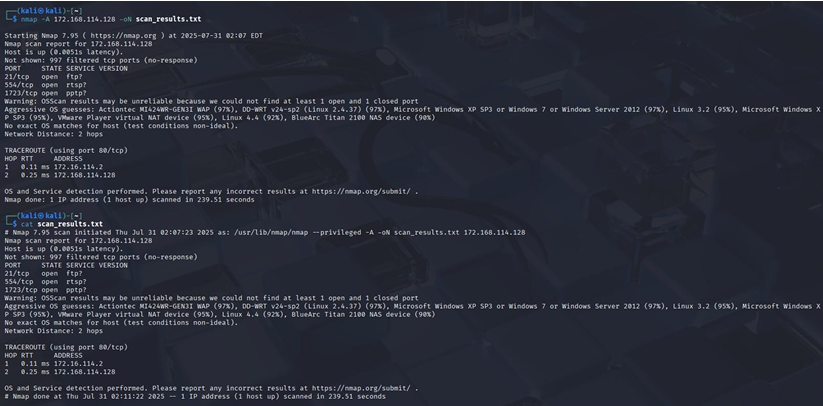 ┌──(kali㉿kali)-[~]
└─$ nmap -A 172.168.114.128 -oN scan_results.txt
Starting Nmap 7.95 ( https://nmap.org ) at 2025-07-31 02:07 EDT
Nmap scan report for 172.168.114.128
Host is up (0.0051s latency).
Not shown: 997 filtered tcp ports (no-response)
PORT     STATE SERVICE VERSION
21/tcp   open  ftp?
554/tcp  open  rtsp?
1723/tcp open  pptp?
Warning: OSScan results may be unreliable because we could not find at least 1 open and 1 closed port
Aggressive OS guesses: Actiontec MI424WR-GEN3I WAP (97%), DD-WRT v24-sp2 (Linux 2.4.37) (97%), Microsoft Windows XP SP3 or Windows 7 or Windows Server 2012 (97%), Linux 3.2 (95%), Microsoft Windows X
P SP3 (95%), VMware Player virtual NAT device (95%), Linux 4.4 (92%), BlueArc Titan 2100 NAS device (90%)
No exact OS matches for host (test conditions non-ideal).
Network Distance: 2 hops
TRACEROUTE (using port 80/tcp)
HOP RTT     ADDRESS
1   0.11 ms 172.16.114.2
2   0.25 ms 172.168.114.128
OS and Service detection performed. Please report any incorrect results at https://nmap.org/submit/ .
Nmap done: 1 IP address (1 host up) scanned in 239.51 seconds
┌──(kali㉿kali)-[~]
└─$ cat scan_results.txt
# Nmap 7.95 scan initiated Thu Jul 31 02:07:23 2025 as: /usr/lib/nmap/nmap --privileged -A -oN scan_results.txt 172.168.114.128
Nmap scan report for 172.168.114.128
Host is up (0.0051s latency).
Not shown: 997 filtered tcp ports (no-response)
PORT     STATE SERVICE VERSION
21/tcp   open  ftp?
554/tcp  open  rtsp?
1723/tcp open  pptp?
Warning: OSScan results may be unreliable because we could not find at least 1 open and 1 closed port
Aggressive OS guesses: Actiontec MI424WR-GEN3I WAP (97%), DD-WRT v24-sp2 (Linux 2.4.37) (97%), Microsoft Windows XP SP3 or Windows 7 or Windows Server 2012 (97%), Linux 3.2 (95%), Microsoft Windows X
P SP3 (95%), VMware Player virtual NAT device (95%), Linux 4.4 (92%), BlueArc Titan 2100 NAS device (90%)
No exact OS matches for host (test conditions non-ideal).
Network Distance: 2 hops
TRACEROUTE (using port 80/tcp)
HOP RTT     ADDRESS
1   0.11 ms 172.16.114.2
2   0.25 ms 172.168.114.128
OS and Service detection performed. Please report any incorrect results at https://nmap.org/submit/ .
# Nmap done at Thu Jul 31 02:11:22 2025 -- 1 IP address (1 host up) scanned in 239.51 seconds